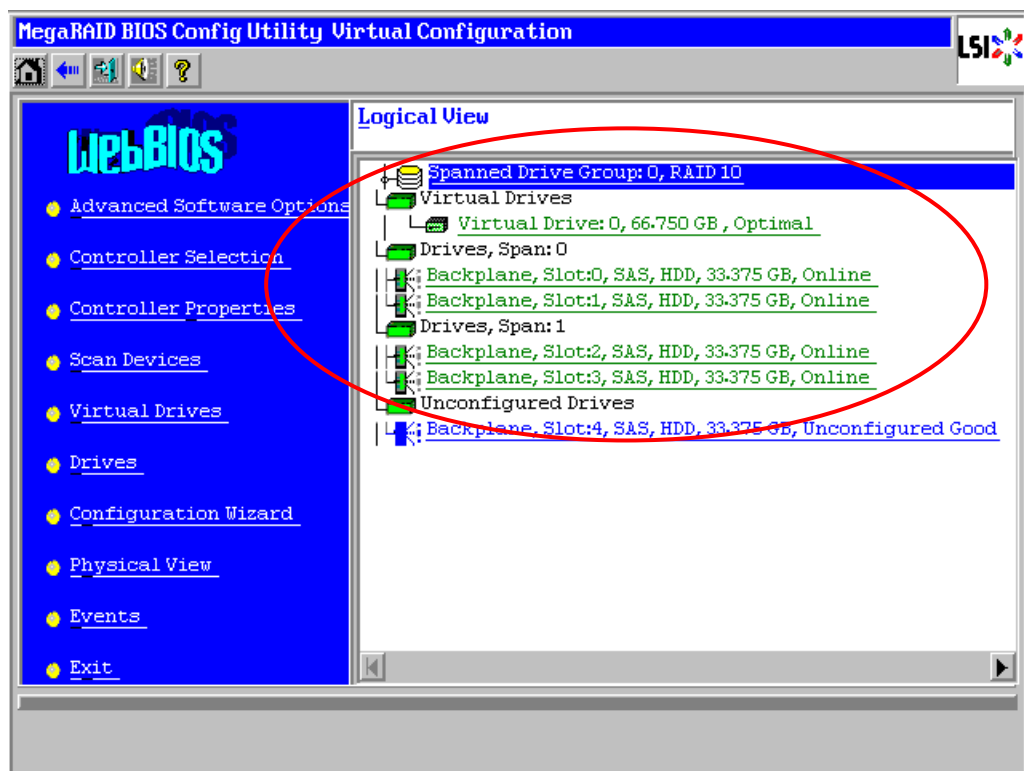 MegaRAID BIOS Config Utility Virtual Configuration
LSI
WebBIOS
Advanced Software Options
Controller Selection
Controller Properties
Scan Devices
Virtual Drives
Drives
Configuration Wizard
Physical View
Events
Exit
Logical View
Spanned Drive Group: 0, RAID 10
Virtual Drives
Virtual Drive: 0, 66.750 GB , Optimal
Drives, Span: 0
Backplane, Slot:0, SAS, HDD, 33.375 GB, Online
Backplane, Slot:1, SAS, HDD, 33.375 GB, Online
Drives, Span: 1
Backplane, Slot:2, SAS, HDD, 33.375 GB, Online
Backplane, Slot:3, SAS, HDD, 33.375 GB, Online
Unconfigured Drives
Backplane, Slot:4, SAS, HDD, 33.375 GB, Unconfigured Good